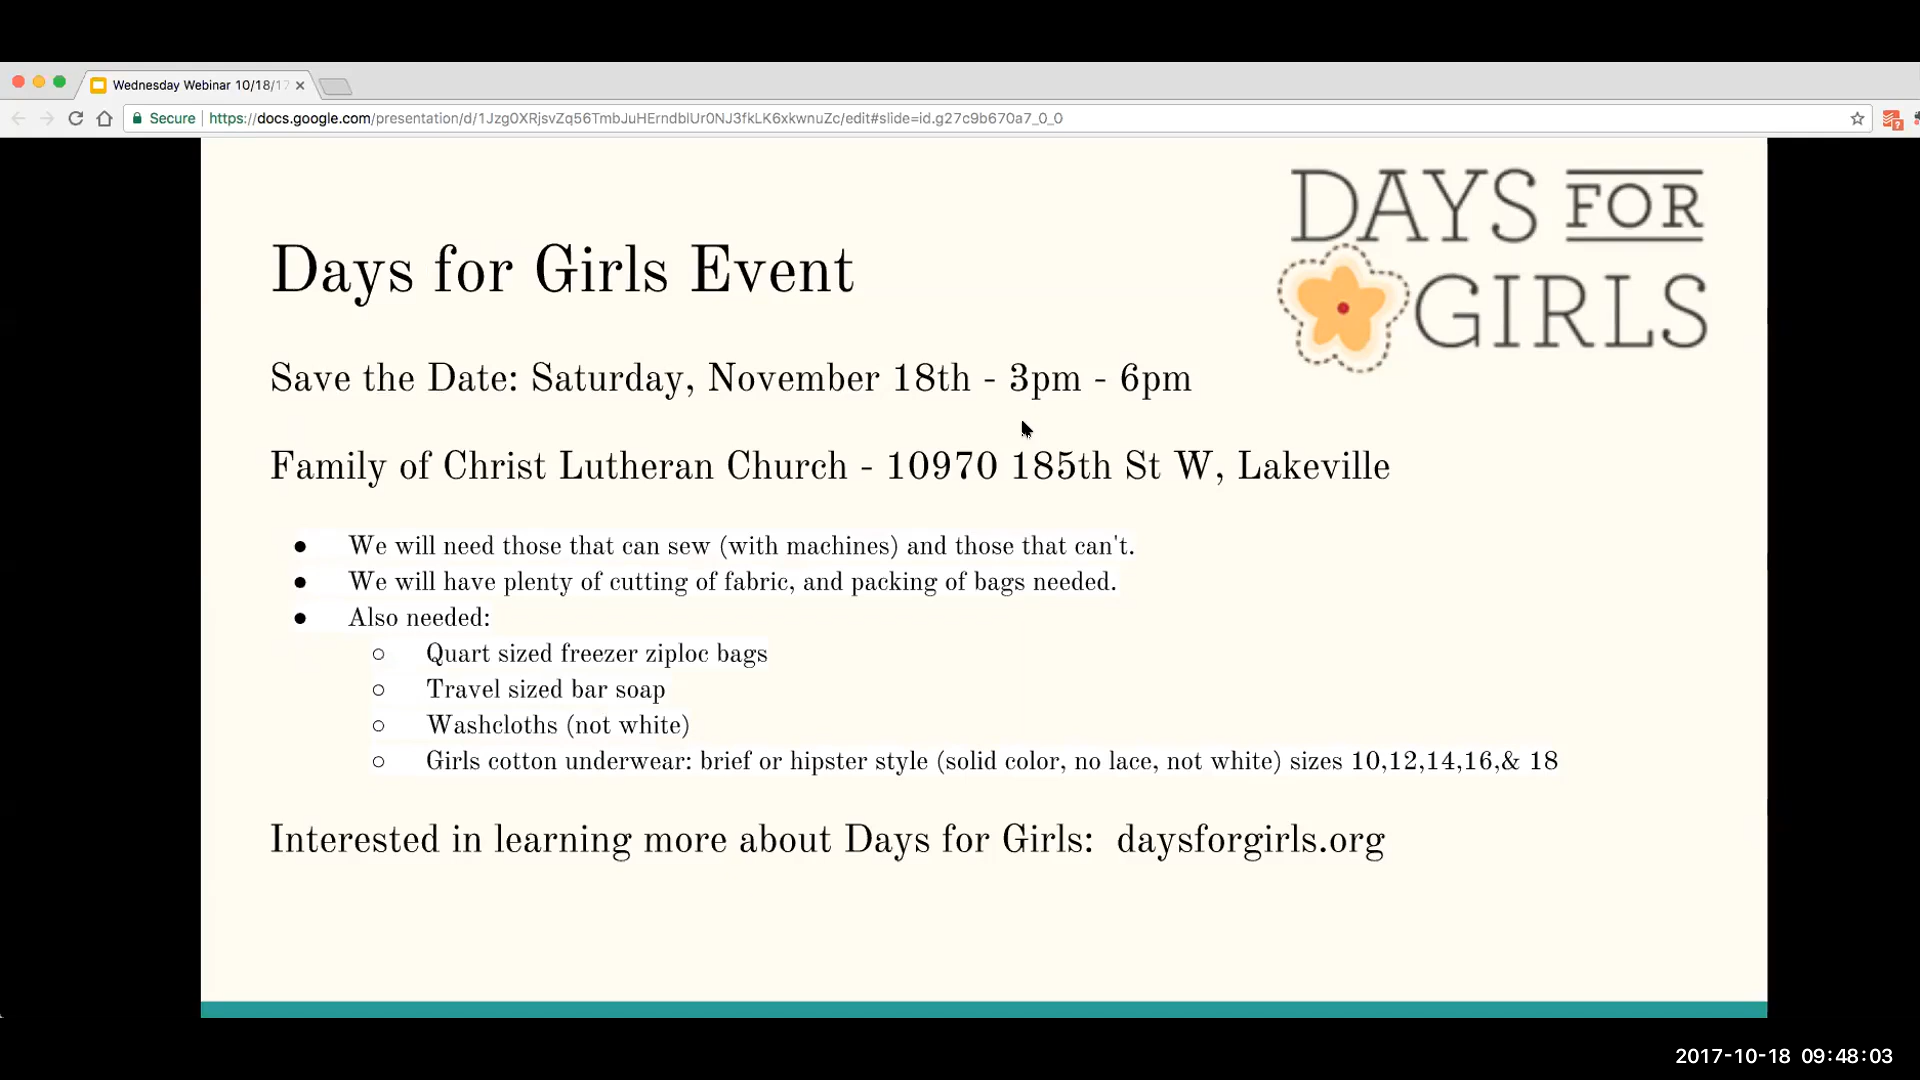 Wednesday Webinar 10/18/17
Secure
https://docs.google.com/presentation/d/1Jzg0XRjsvZq56TmbJuHErndblUr0NJ3fkLK6xkwnuZc/edit#slide=id.g27c9b670a7_0_0
DAYS FOR
GIRLS
Days for Girls Event
Save the Date: Saturday, November 18th - 3pm - 6pm
Family of Christ Lutheran Church - 10970 185th St W, Lakeville
● We will need those that can sew (with machines) and those that can't.
● We will have plenty of cutting of fabric, and packing of bags needed.
● Also needed:
○ Quart sized freezer ziploc bags
○ Travel sized bar soap
○ Washcloths (not white)
○ Girls cotton underwear: brief or hipster style (solid color, no lace, not white) sizes 10,12,14,16,& 18
Interested in learning more about Days for Girls: daysforgirls.org
2017-10-18 09:48:03